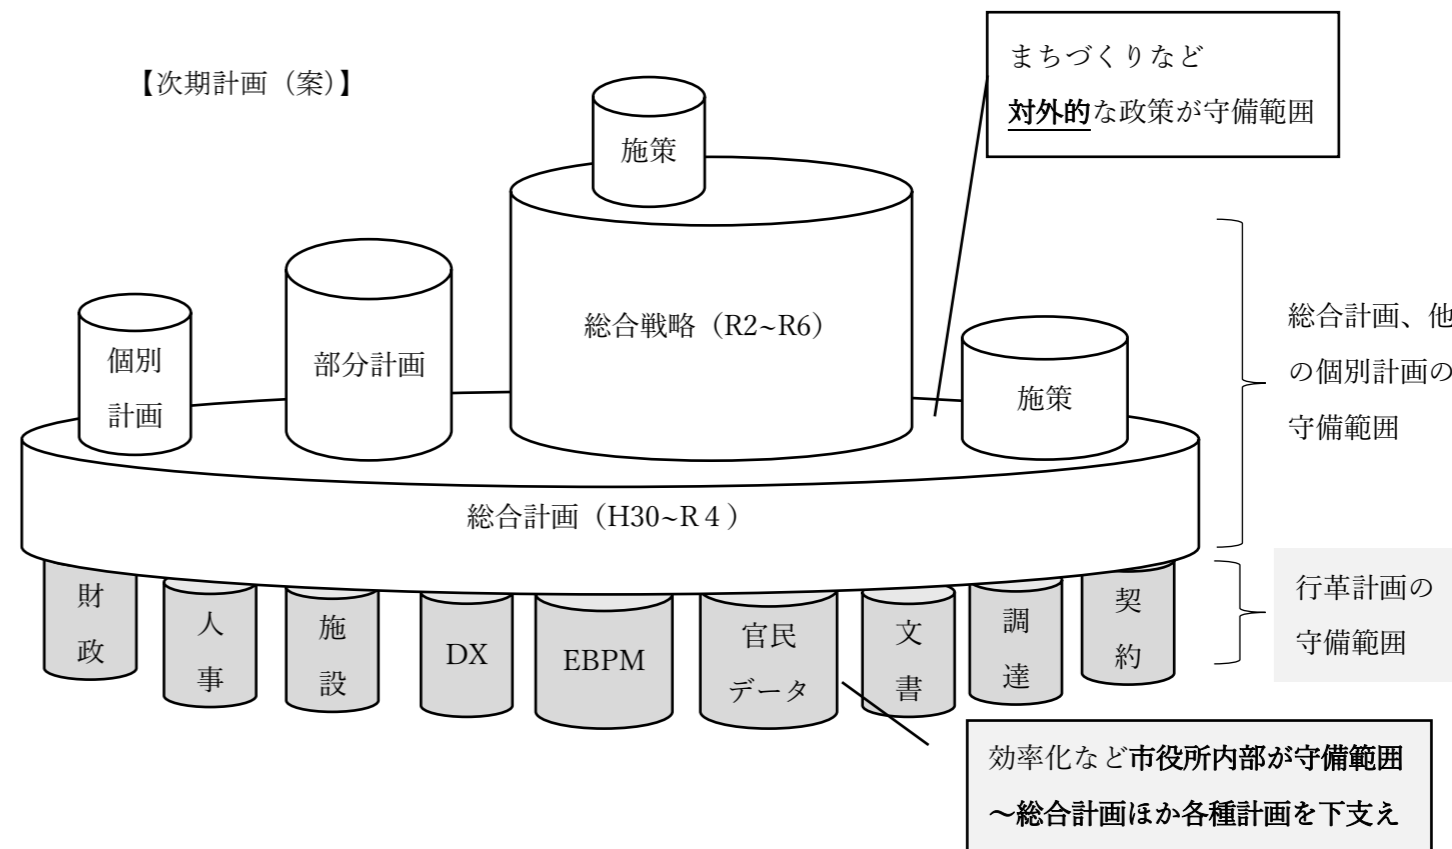 【次期計画（案）】
まちづくりなど
対外的な政策が守備範囲
施策
総合戦略（R2~R6）
部分計画
個別
計画
施策
総合計画、他
の個別計画の
守備範囲
総合計画（H30~R４）
財
政
人
事
施
設
DX
EBPM
官民
データ
文
書
調
達
契
約
行革計画の
守備範囲
効率化など市役所内部が守備範囲
～総合計画ほか各種計画を下支え